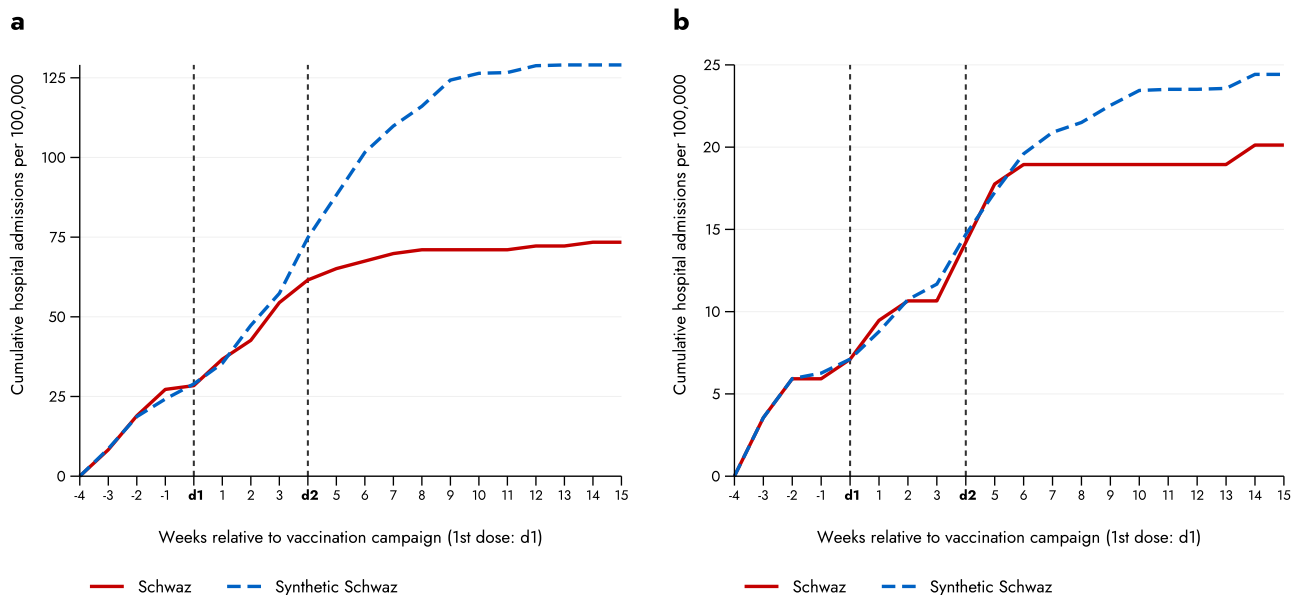 a
Cumulative hospital admissions per 100,000
125
100
75
50
25
0
-4 -3 -2 -1 d1 1 2 3 d2 5 6 7 8 9 10 11 12 13 14 15
Weeks relative to vaccination campaign (1st dose: d1)
Schwaz Synthetic Schwaz
b
Cumulative hospital admissions per 100,000
25
20
15
10
5
0
-4 -3 -2 -1 d1 1 2 3 d2 5 6 7 8 9 10 11 12 13 14 15
Weeks relative to vaccination campaign (1st dose: d1)
Schwaz Synthetic Schwaz